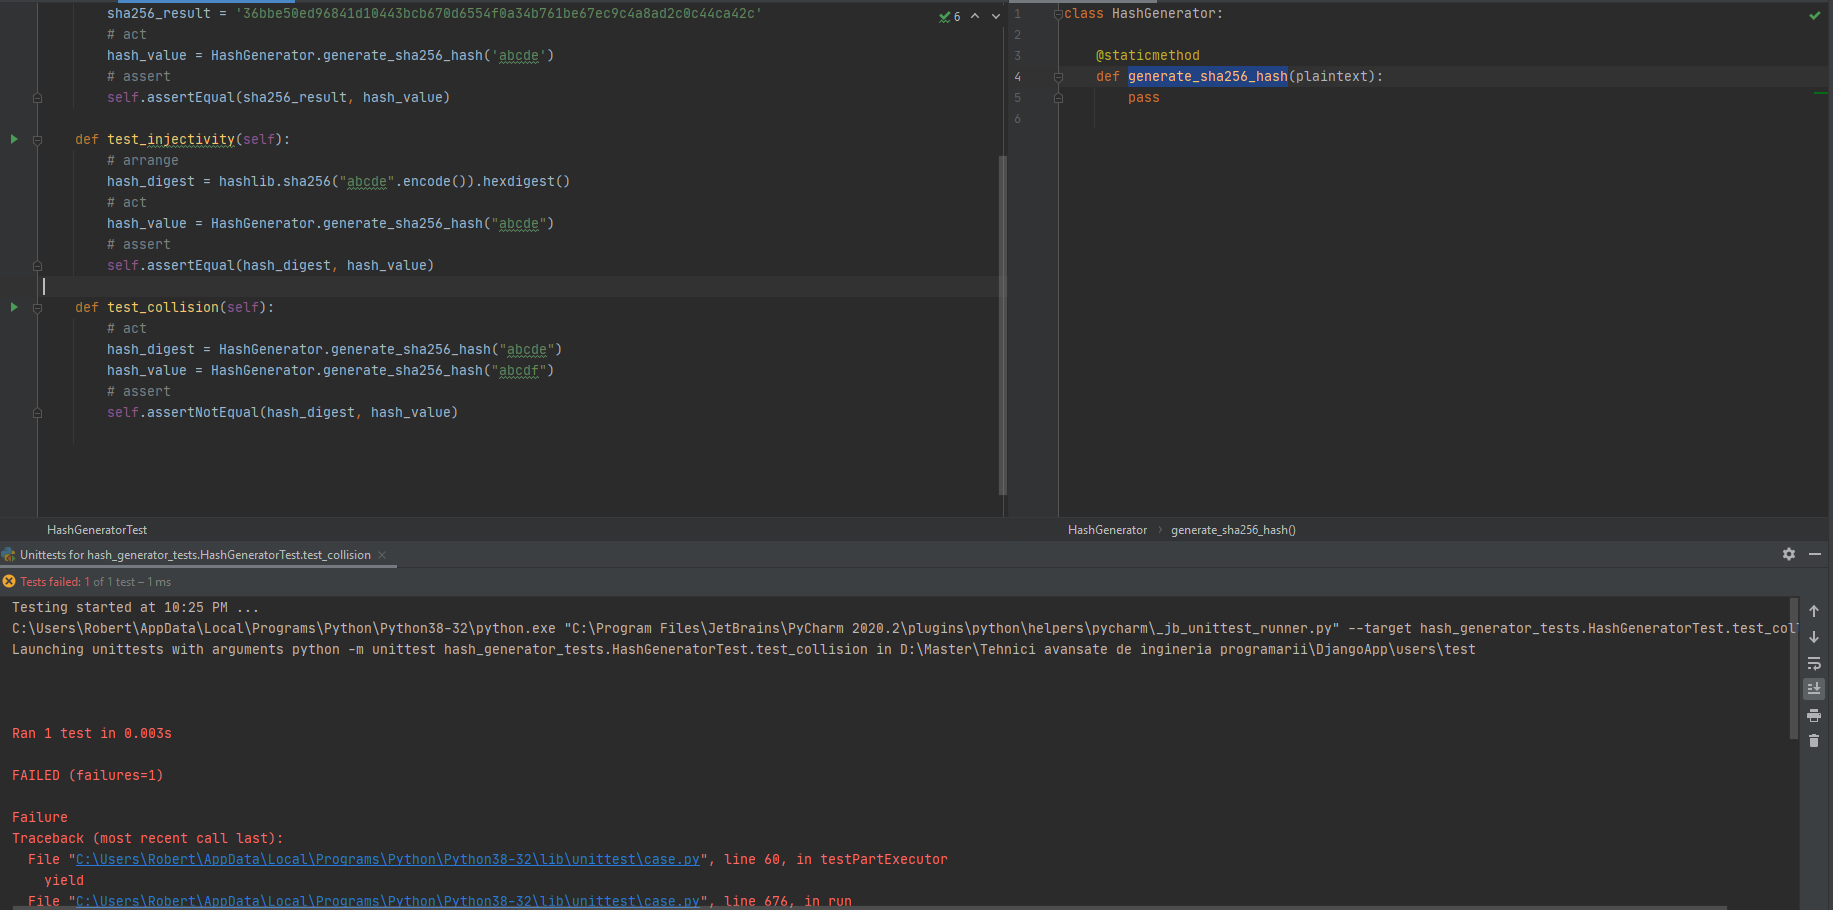 sha256_result = '36bbe50ed96841d10443bcb670d6554f0a34b761be67ec9c4a8ad2c0c44ca42c'
# act
hash_value = HashGenerator.generate_sha256_hash('abcde')
# assert
self.assertEqual(sha256_result, hash_value)
def test_injectivity(self):
# arrange
hash_digest = hashlib.sha256("abcde".encode()).hexdigest()
# act
hash_value = HashGenerator.generate_sha256_hash("abcde")
# assert
self.assertEqual(hash_digest, hash_value)
def test_collision(self):
# act
hash_digest = HashGenerator.generate_sha256_hash("abcde")
hash_value = HashGenerator.generate_sha256_hash("abcdf")
# assert
self.assertNotEqual(hash_digest, hash_value)
6
HashGeneratorTest
1 class HashGenerator:
2
3 @staticmethod
4 def generate_sha256_hash(plaintext):
5 pass
6
HashGenerator generate_sha256_hash()
Unittests for hash_generator_tests.HashGeneratorTest.test_collision
Tests failed: 1 of 1 test – 1 ms
Testing started at 10:25 PM ...
C:\Users\Robert\AppData\Local\Programs\Python\Python38-32\python.exe "C:\Program Files\JetBrains\PyCharm 2020.2\plugins\python\helpers\pycharm\_jb_unittest_runner.py" --target hash_generator_tests.HashGeneratorTest.test_col
Launching unittests with arguments python -m unittest hash_generator_tests.HashGeneratorTest.test_collision in D:\Master\Tehnici avansate de ingineria programarii\DjangoApp\users\test
Ran 1 test in 0.003s
FAILED (failures=1)
Failure
Traceback (most recent call last):
File "C:\Users\Robert\AppData\Local\Programs\Python\Python38-32\lib\unittest\case.py", line 60, in testPartExecutor
yield
File "C:\Users\Robert\AppData\Local\Programs\Python\Python38-32\lib\unittest\case.py", line 676, in run